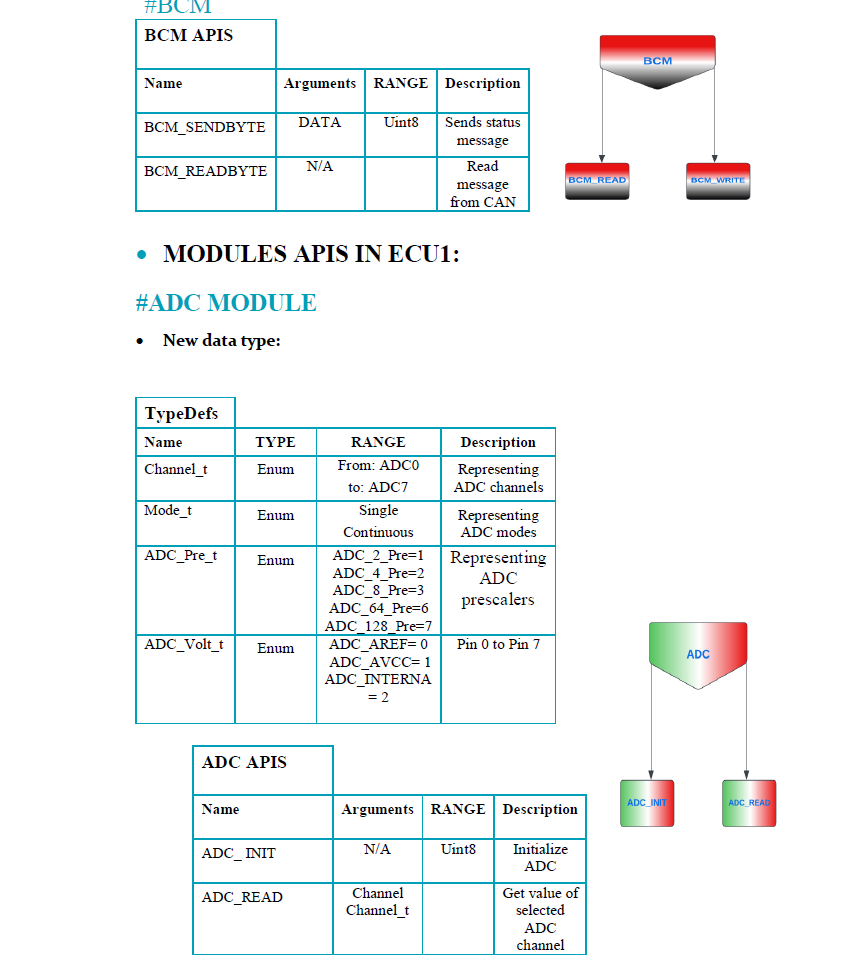 #BCM
BCM APIS
Name Arguments RANGE Description
BCM_SENDBYTE DATA Uint8 Sends status
message
BCM_READBYTE N/A Read
message
from CAN
BCM
BCM_READ BCM_WRITE
• MODULES APIS IN ECU1:
#ADC MODULE
• New data type:
TypeDefs
Name TYPE RANGE Description
Channel_t Enum From: ADC0
to: ADC7
Representing
ADC channels
Mode_t Enum Single
Continuous
Representing
ADC modes
ADC_Pre_t Enum ADC_2_Pre=1
ADC_4_Pre=2
ADC_8_Pre=3
ADC_64_Pre=6
ADC_128_Pre=7
Representing
ADC
prescalers
ADC_Volt_t Enum ADC_AREF= 0
ADC_AVCC= 1
ADC_INTERNA
= 2
Pin 0 to Pin 7
ADC
ADC_INIT ADC_READ
ADC APIS
Name Arguments RANGE Description
ADC_ INIT N/A Uint8 Initialize
ADC
ADC_READ Channel
Channel_t
Get value of
selected
ADC
channel